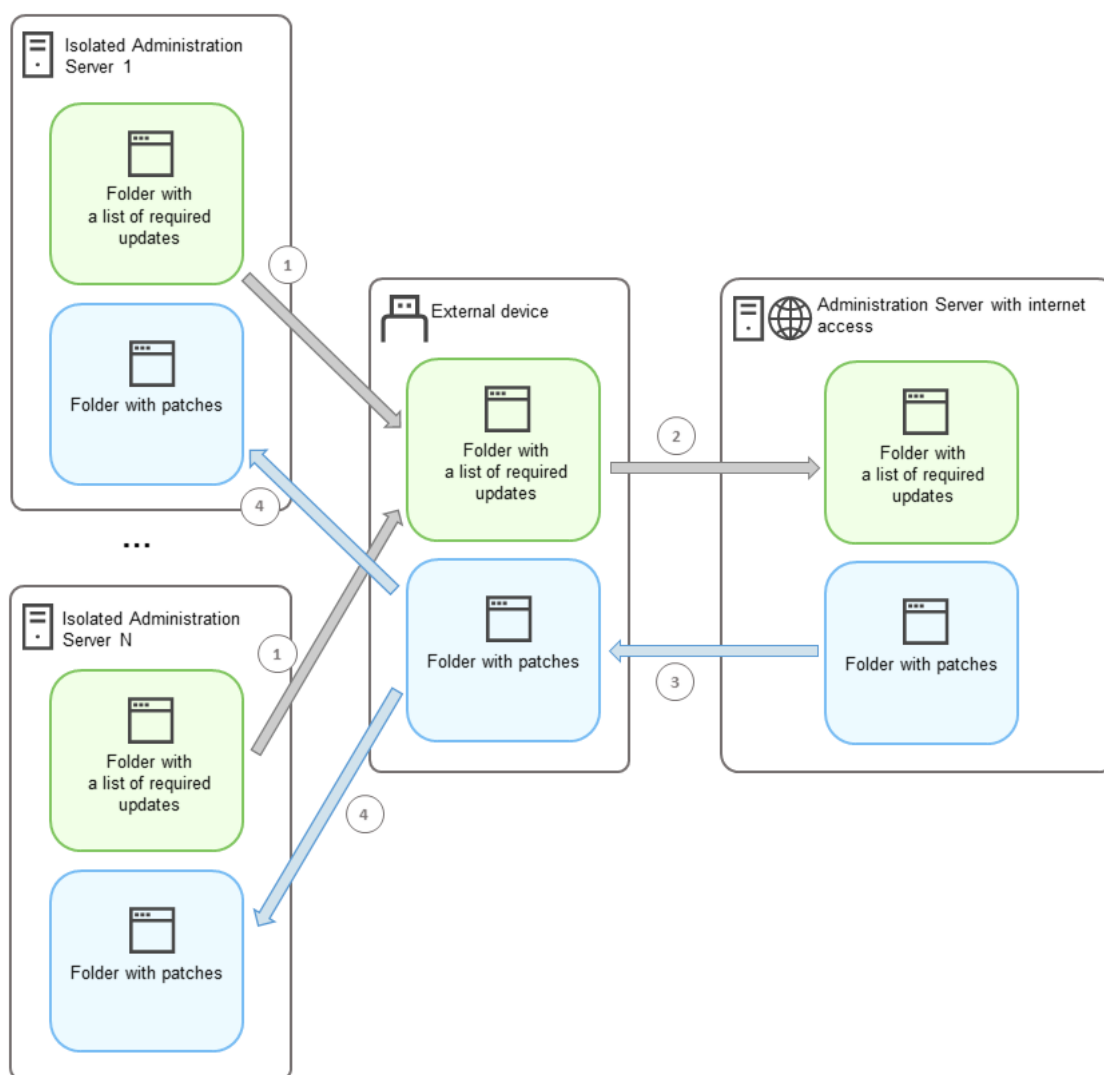 Isolated Administration
Server 1
Folder with
a list of required
updates
1
Folder with patches
4
...
Isolated Administration
Server N
Folder with
a list of required
updates
1
Folder with patches
4
External device
Folder with
a list of required
updates
2
Folder with patches
3
Administration Server with internet
access
Folder with
a list of required
updates
Folder with patches